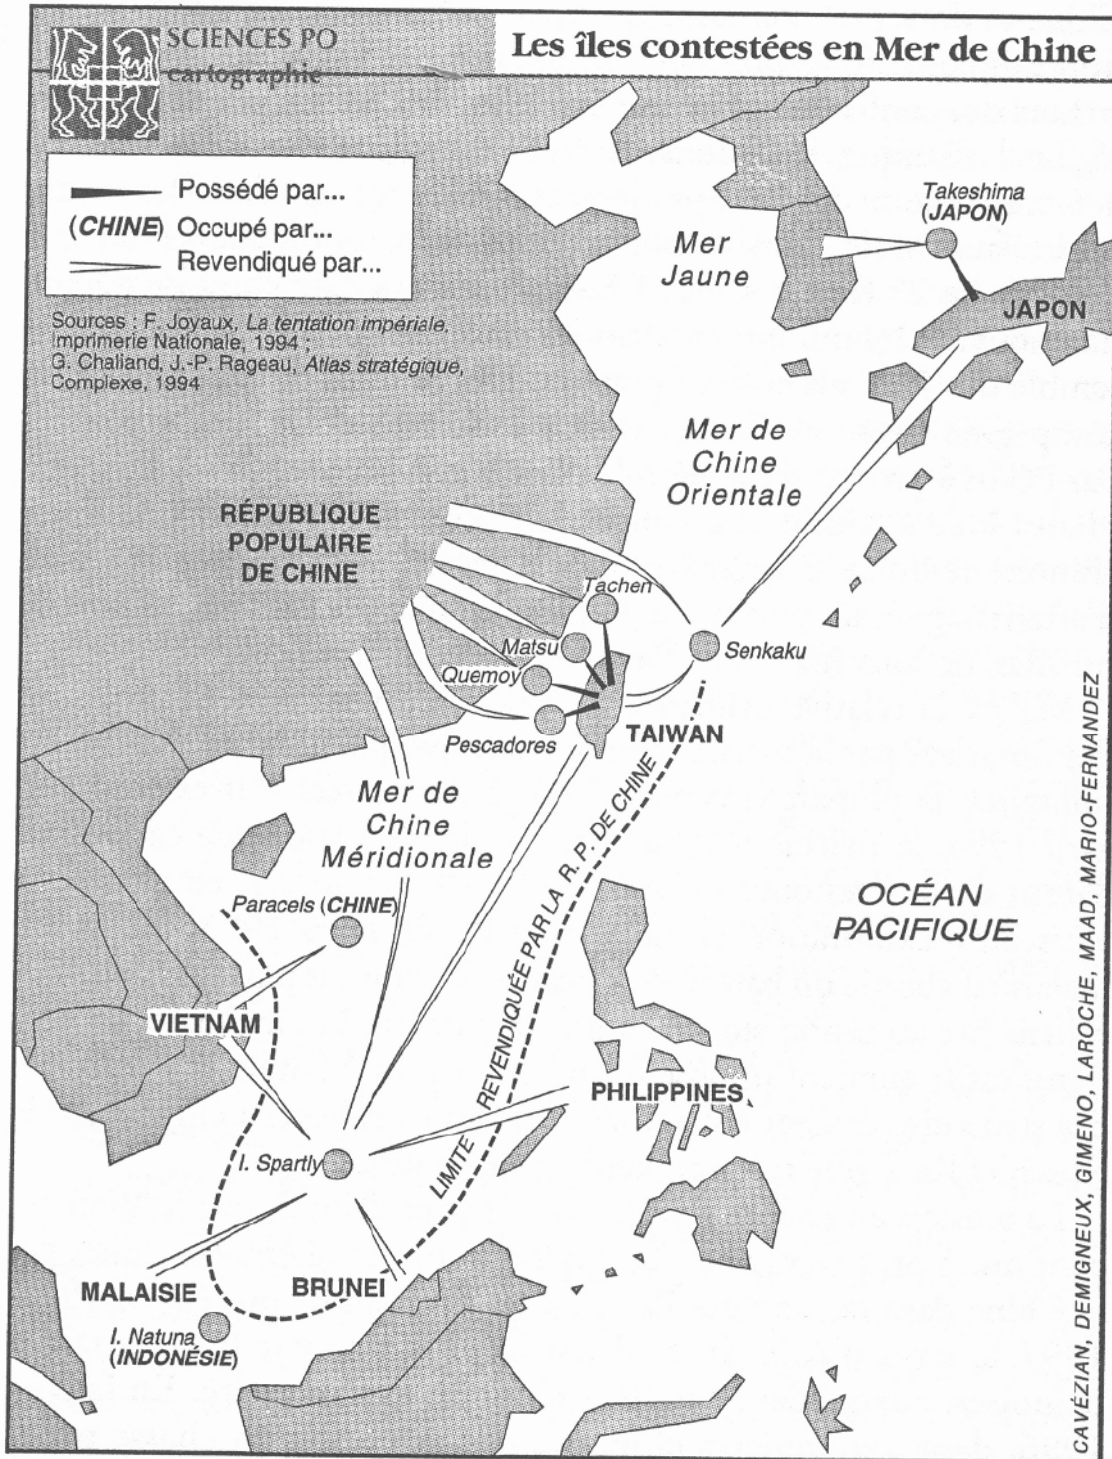 SCIENCES PO
cartographie
Les îles contestées en Mer de Chine
Possédé par...
(CHINE) Occupé par...
Revendiqué par...
Sources : F. Joyaux, La tentation impériale,
Imprimerie Nationale, 1994 ;
G. Chaliand, J.-P. Rageau, Atlas stratégique,
Complexe, 1994
Takeshima
(JAPON)
Mer
Jaune
JAPON
Mer de
Chine
Orientale
RÉPUBLIQUE
POPULAIRE
DE CHINE
Tachen
Matsu
Senkaku
Quemoy
Pescadores
TAIWAN
Mer de
Chine
Méridionale
Paracels (CHINE)
OCÉAN
PACIFIQUE
LIMITE REVENDIQUÉE PAR LA R. P. DE CHINE
VIETNAM
PHILIPPINES
I. Spartly
MALAISIE
BRUNEI
I. Natuna
(INDONÉSIE)
CAVÉZIAN, DEMIGNEUX, GIMENO, LAROCHE, MAAD, MARIO-FERNANDEZ